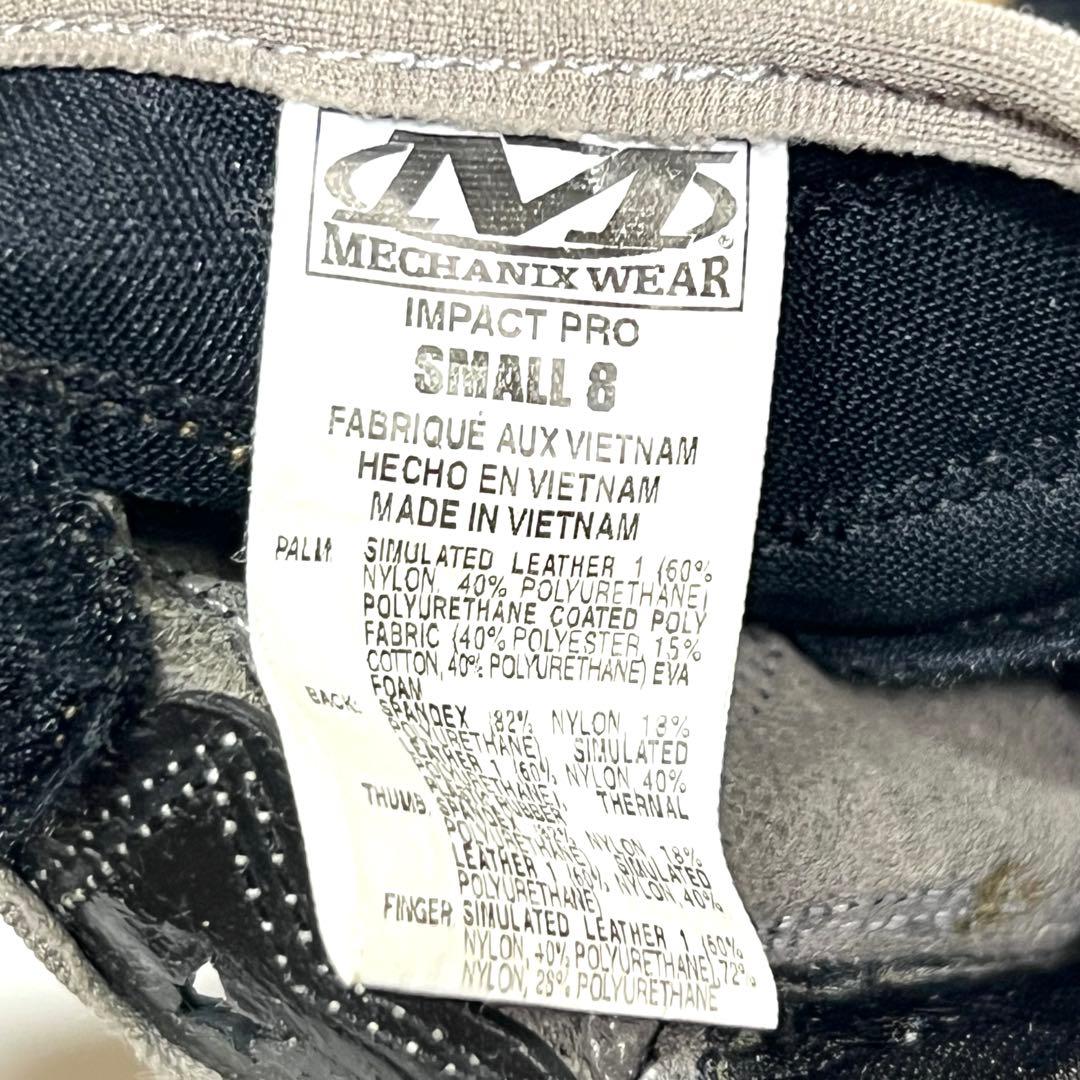 MECHANIX WEAR
®
IMPACT PRO
SMALL 8
FABRIQUÉ AUX VIETNAM
HECHO EN VIETNAM
MADE IN VIETNAM
PALM SIMULATED LEATHER 1 (60%
NYLON, 40% POLYURETHANE)
POLYURETHANE COATED POLY
FABRIC (40% POLYESTER, 15%
COTTON, 40% POLYURETHANE) EVA
FOAM
BACK: SPANDEX (82% NYLON, 18%
POLYURETHANE), SIMULATED
LEATHER 1 (60% NYLON 40%
POLYURETHANE), THERMAL
RUBBER
THUMB, SPANDEX (82% NYLON, 18%
POLYURETHANE), SIMULATED
LEATHER 1 (60% NYLON, 40%
POLYURETHANE)
FINGER SIMULATED LEATHER 1 (60%
NYLON, 40% POLYURETHANE), 72%
NYLON, 28% POLYURETHANE